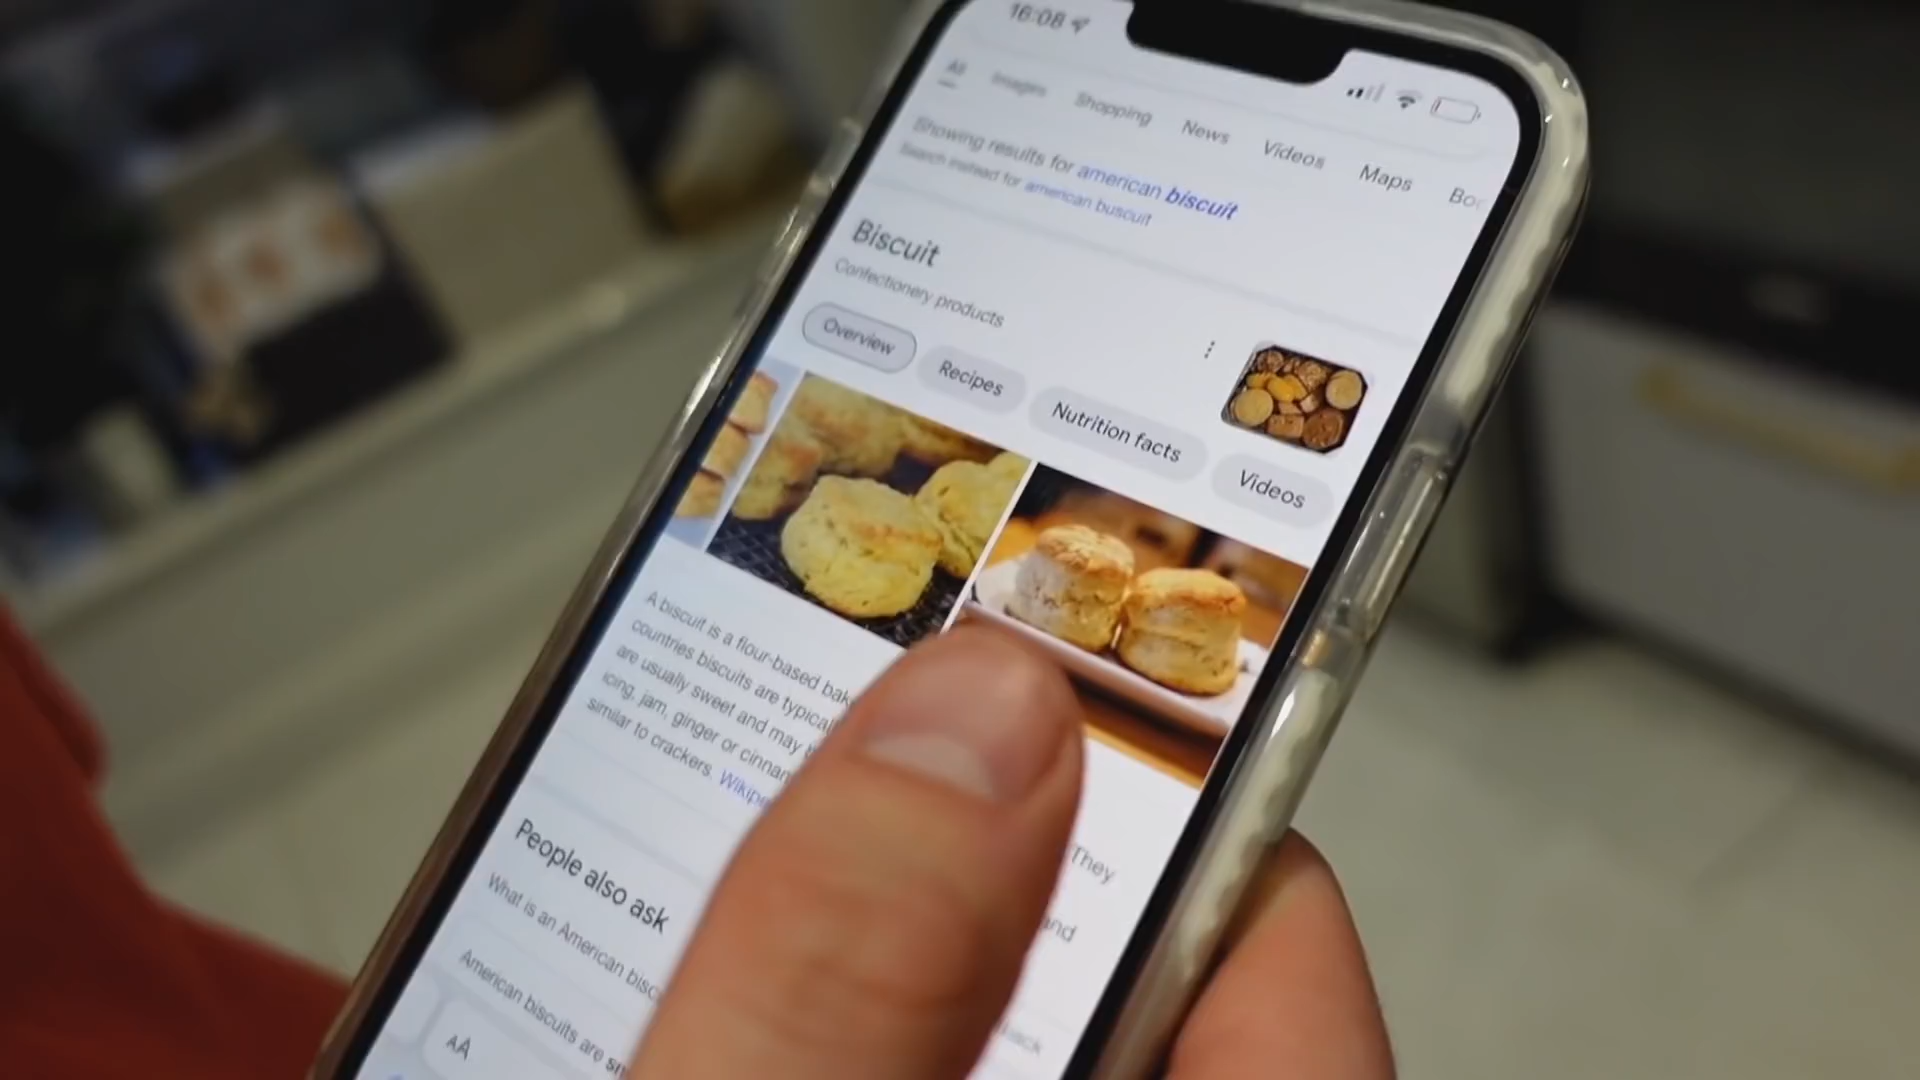 16:08
All Images Shopping News Videos Maps Boo
Showing results for american biscuit
Search instead for american buscuit
Biscuit
Confectionery products
Overview Recipes Nutrition facts Videos
A biscuit is a flour-based bak
countries biscuits are typical
are usually sweet and may They
icing, jam, ginger or cinnam and
similar to crackers. Wikipe
People also ask
What is an American bisc
American biscuits are
AA